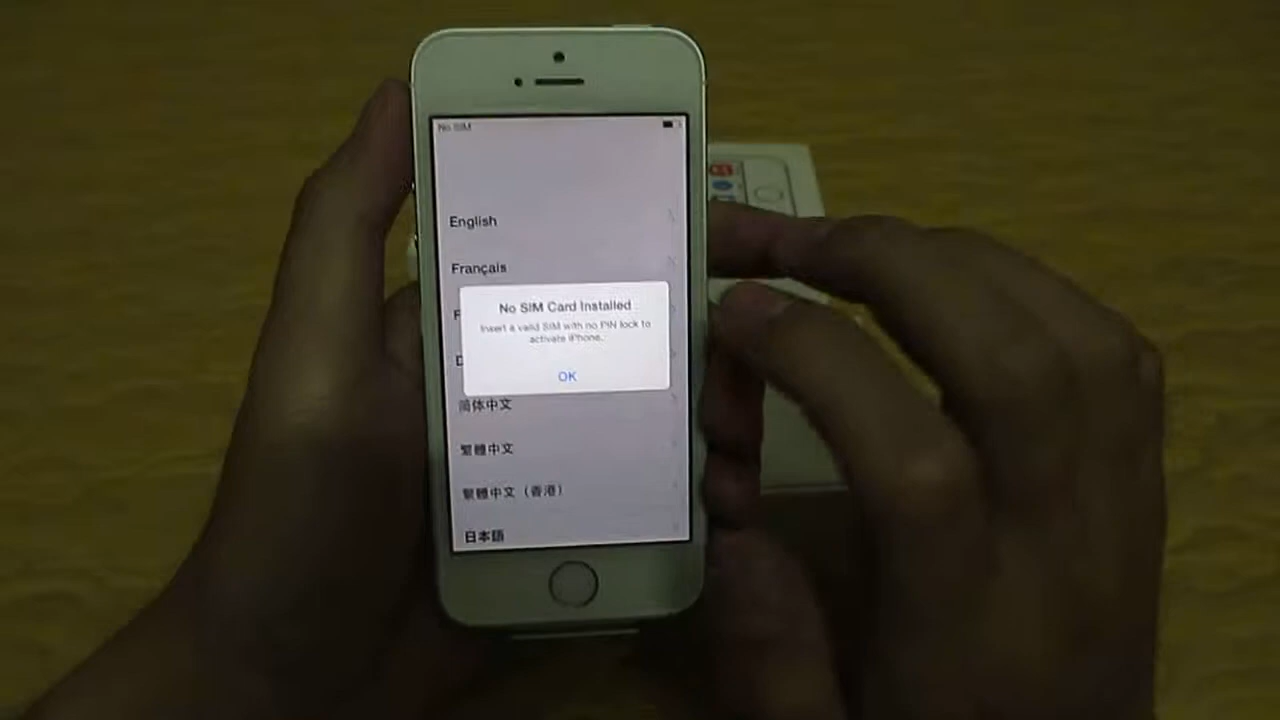 No SIM
English
Français
No SIM Card Installed
Insert a valid SIM with no PIN lock to
activate iPhone.
OK
简体中文
繁體中文
繁體中文（香港）
日本語